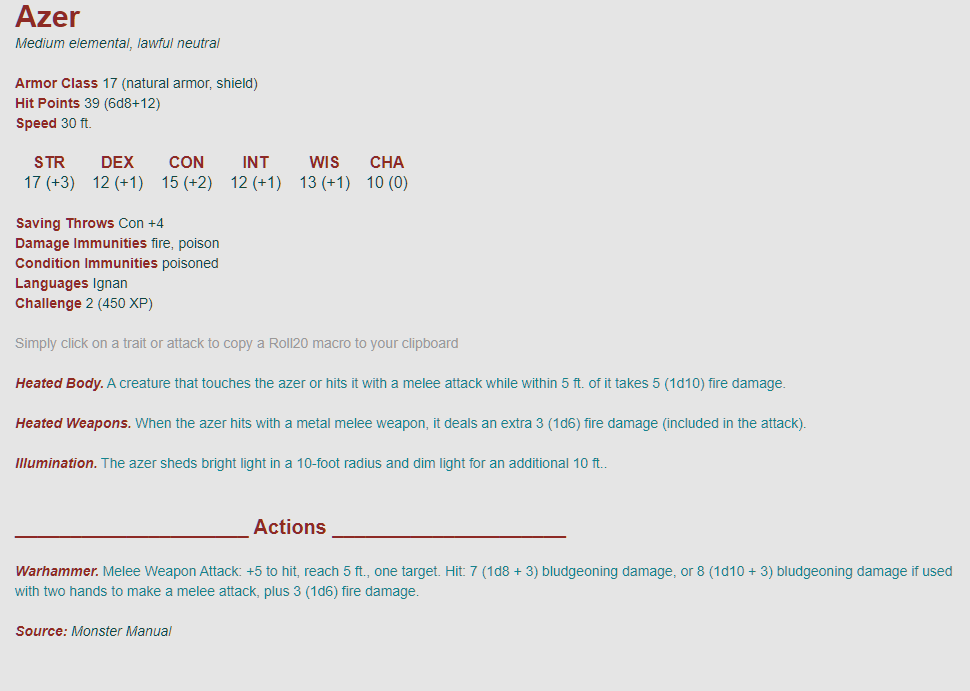 Azer
Medium elemental, lawful neutral
Armor Class 17 (natural armor, shield)
Hit Points 39 (6d8+12)
Speed 30 ft.
STR DEX CON INT WIS CHA
17 (+3) 12 (+1) 15 (+2) 12 (+1) 13 (+1) 10 (0)
Saving Throws Con +4
Damage Immunities fire, poison
Condition Immunities poisoned
Languages Ignan
Challenge 2 (450 XP)
Simply click on a trait or attack to copy a Roll20 macro to your clipboard
Heated Body. A creature that touches the azer or hits it with a melee attack while within 5 ft. of it takes 5 (1d10) fire damage.
Heated Weapons. When the azer hits with a metal melee weapon, it deals an extra 3 (1d6) fire damage (included in the attack).
Illumination. The azer sheds bright light in a 10-foot radius and dim light for an additional 10 ft..
_____________________ Actions _____________________
Warhammer. Melee Weapon Attack: +5 to hit, reach 5 ft., one target. Hit: 7 (1d8 + 3) bludgeoning damage, or 8 (1d10 + 3) bludgeoning damage if used
with two hands to make a melee attack, plus 3 (1d6) fire damage.
Source: Monster Manual